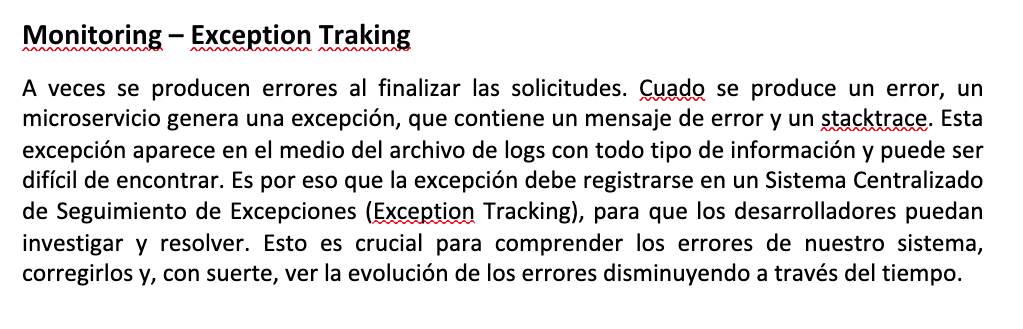 Monitoring – Exception Traking
A veces se producen errores al finalizar las solicitudes. Cuado se produce un error, un
microservicio genera una excepción, que contiene un mensaje de error y un stacktrace. Esta
excepción aparece en el medio del archivo de logs con todo tipo de información y puede ser
difícil de encontrar. Es por eso que la excepción debe registrarse en un Sistema Centralizado
de Seguimiento de Excepciones (Exception Tracking), para que los desarrolladores puedan
investigar y resolver. Esto es crucial para comprender los errores de nuestro sistema,
corregirlos y, con suerte, ver la evolución de los errores disminuyendo a través del tiempo.